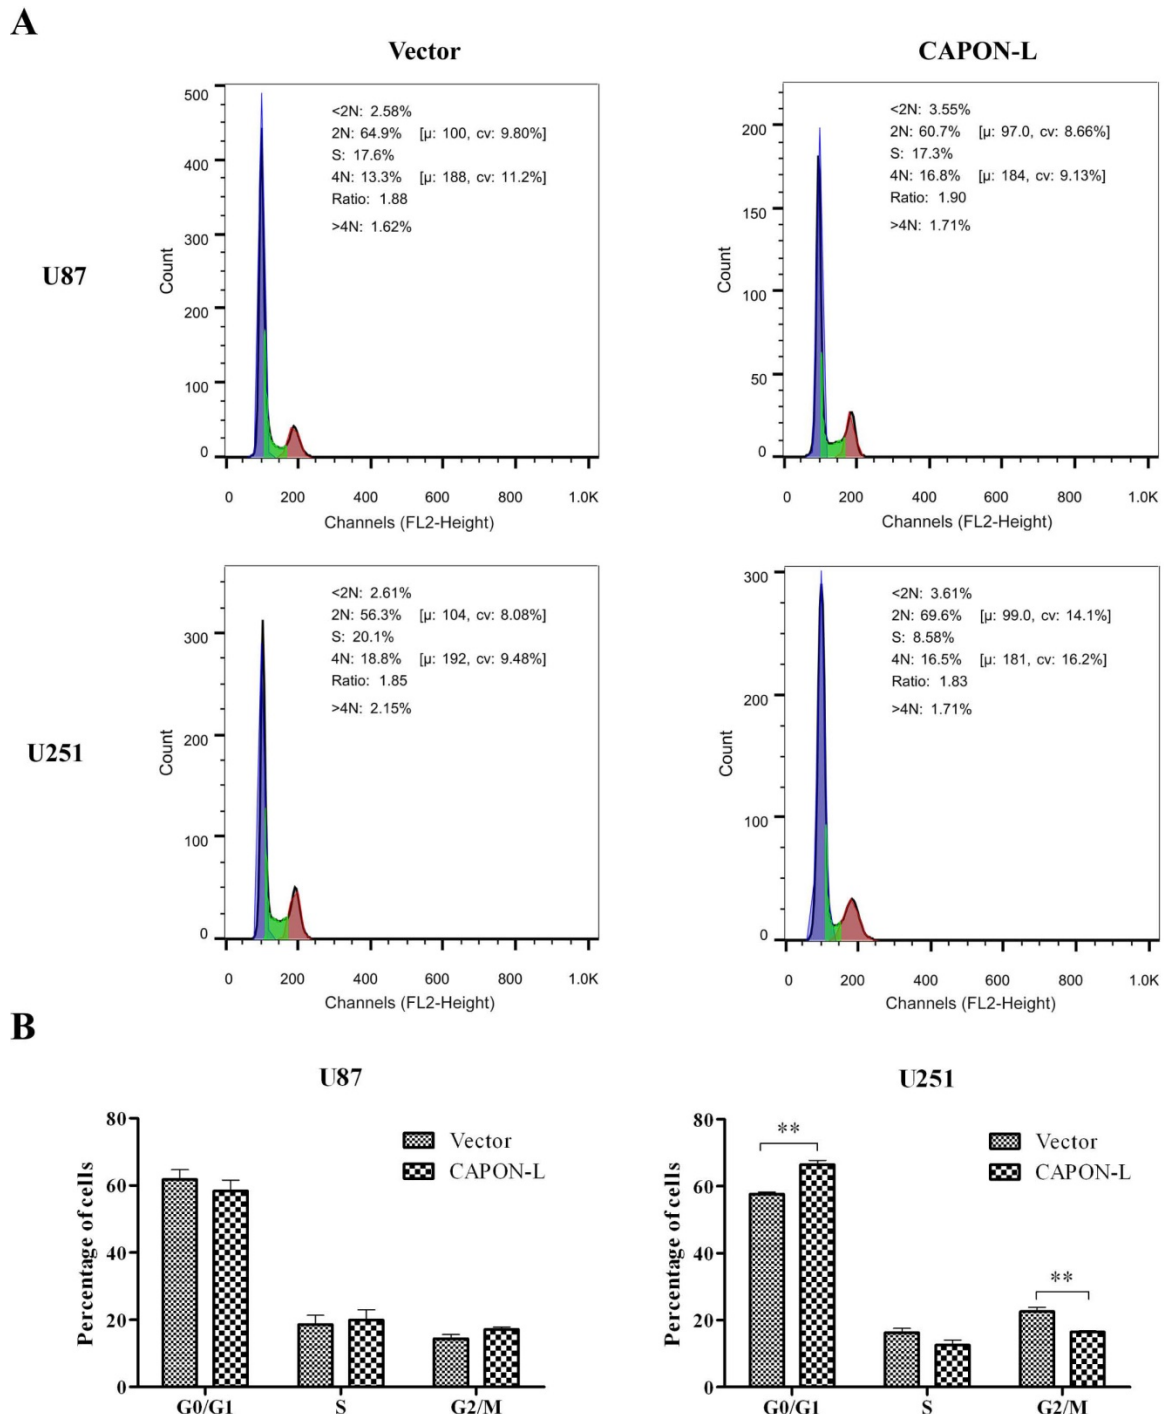 A
Vector
CAPON-L
U87
500
400
300
200
100
0
Count
<2N: 2.58%
2N: 64.9% [µ: 100, cv: 9.80%]
S: 17.6%
4N: 13.3% [µ: 188, cv: 11.2%]
Ratio: 1.88
>4N: 1.62%
0 200 400 600 800 1.0K
Channels (FL2-Height)
200
150
100
50
0
Count
<2N: 3.55%
2N: 60.7% [µ: 97.0, cv: 8.66%]
S: 17.3%
4N: 16.8% [µ: 184, cv: 9.13%]
Ratio: 1.90
>4N: 1.71%
0 200 400 600 800 1.0K
Channels (FL2-Height)
U251
300
200
100
0
Count
<2N: 2.61%
2N: 56.3% [µ: 104, cv: 8.08%]
S: 20.1%
4N: 18.8% [µ: 192, cv: 9.48%]
Ratio: 1.85
>4N: 2.15%
0 200 400 600 800 1.0K
Channels (FL2-Height)
300
200
100
0
Count
<2N: 3.61%
2N: 69.6% [µ: 99.0, cv: 14.1%]
S: 8.58%
4N: 16.5% [µ: 181, cv: 16.2%]
Ratio: 1.83
>4N: 1.71%
0 200 400 600 800 1.0K
Channels (FL2-Height)
B
U87
80
60
40
20
0
Percentage of cells
Vector
CAPON-L
G0/G1 S G2/M
U251
80
60
40
20
0
Percentage of cells
**
**
Vector
CAPON-L
G0/G1 S G2/M